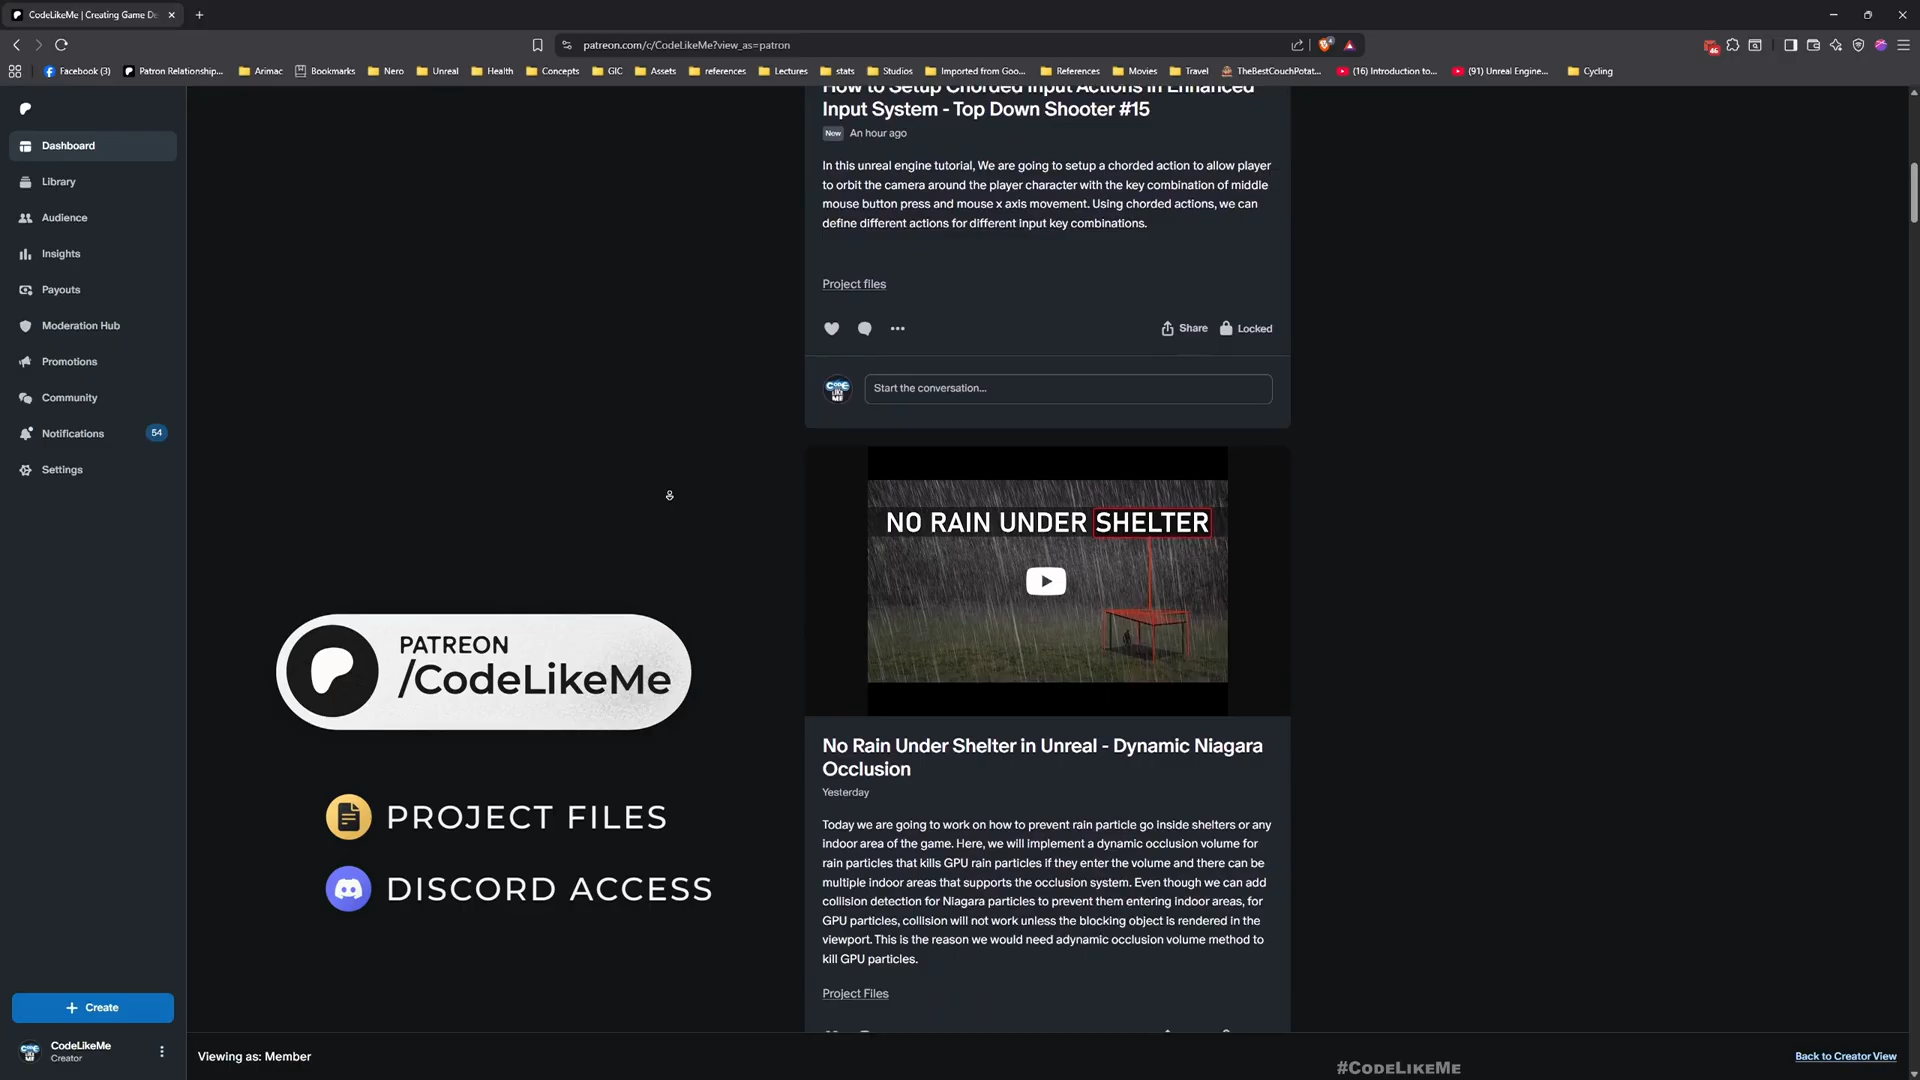 CodeLikeMe | Creating Game De
patreon.com/c/CodeLikeMe?view_as=patron
Facebook (3)
Patron Relationship...
Arimac
Bookmarks
Nero
Unreal
Health
Concepts
GIC
Assets
references
Lectures
stats
Studios
Imported from Goo...
References
Movies
Travel
TheBestCouchPotat...
(16) Introduction to...
(91) Unreal Engine...
Cycling
Dashboard
Library
Audience
Insights
Payouts
Moderation Hub
Promotions
Community
Notifications
54
Settings
Create
CodeLikeMe
Creator
How to Setup Chorded Input Actions in Enhanced
Input System - Top Down Shooter #15
New An hour ago
In this unreal engine tutorial, We are going to setup a chorded action to allow player
to orbit the camera around the player character with the key combination of middle
mouse button press and mouse x axis movement. Using chorded actions, we can
define different actions for different input key combinations.
Project files
Share
Locked
CODE LIKE ME
Start the conversation...
NO RAIN UNDER SHELTER
PATREON
/CodeLikeMe
PROJECT FILES
DISCORD ACCESS
No Rain Under Shelter in Unreal - Dynamic Niagara
Occlusion
Yesterday
Today we are going to work on how to prevent rain particle go inside shelters or any
indoor area of the game. Here, we will implement a dynamic occlusion volume for
rain particles that kills GPU rain particles if they enter the volume and there can be
multiple indoor areas that supports the occlusion system. Even though we can add
collision detection for Niagara particles to prevent them entering indoor areas, for
GPU particles, collision will not work unless the blocking object is rendered in the
viewport. This is the reason we would need adynamic occlusion volume method to
kill GPU particles.
Project Files
Viewing as: Member
#CODELIKEME
Back to Creator View